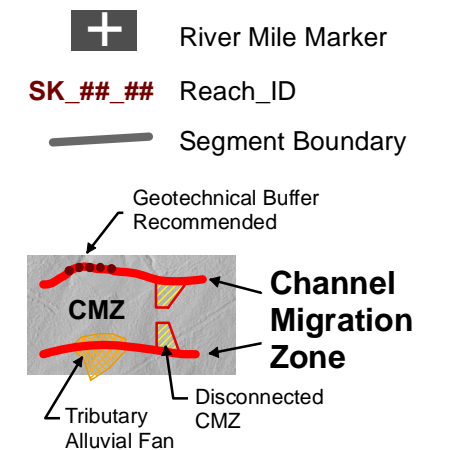 River Mile Marker
SK_##_## Reach_ID
Segment Boundary
Geotechnical Buffer
Recommended
CMZ
Channel
Migration
Zone
Disconnected
CMZ
Tributary
Alluvial Fan